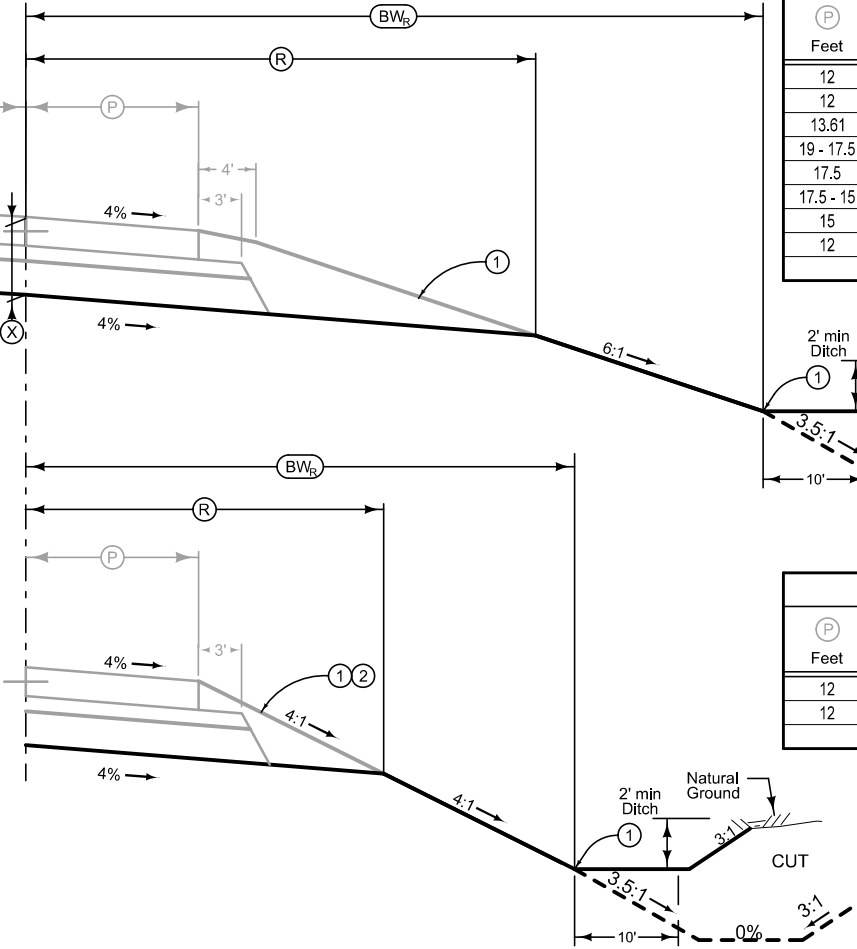 BWR
R
P
4'
3'
4%
1
X
4%
6:1
2' min
Ditch
1
3.5:1
10'
P
Feet
12
12
13.61
19 - 17.5
17.5
17.5 - 15
15
12
BWR
R
P
3'
4%
1 2
4:1
4%
4:1
2' min
Ditch
1
Natural
Ground
3:1
CUT
3.5:1
3:1
10'
0%
P
Feet
12
12